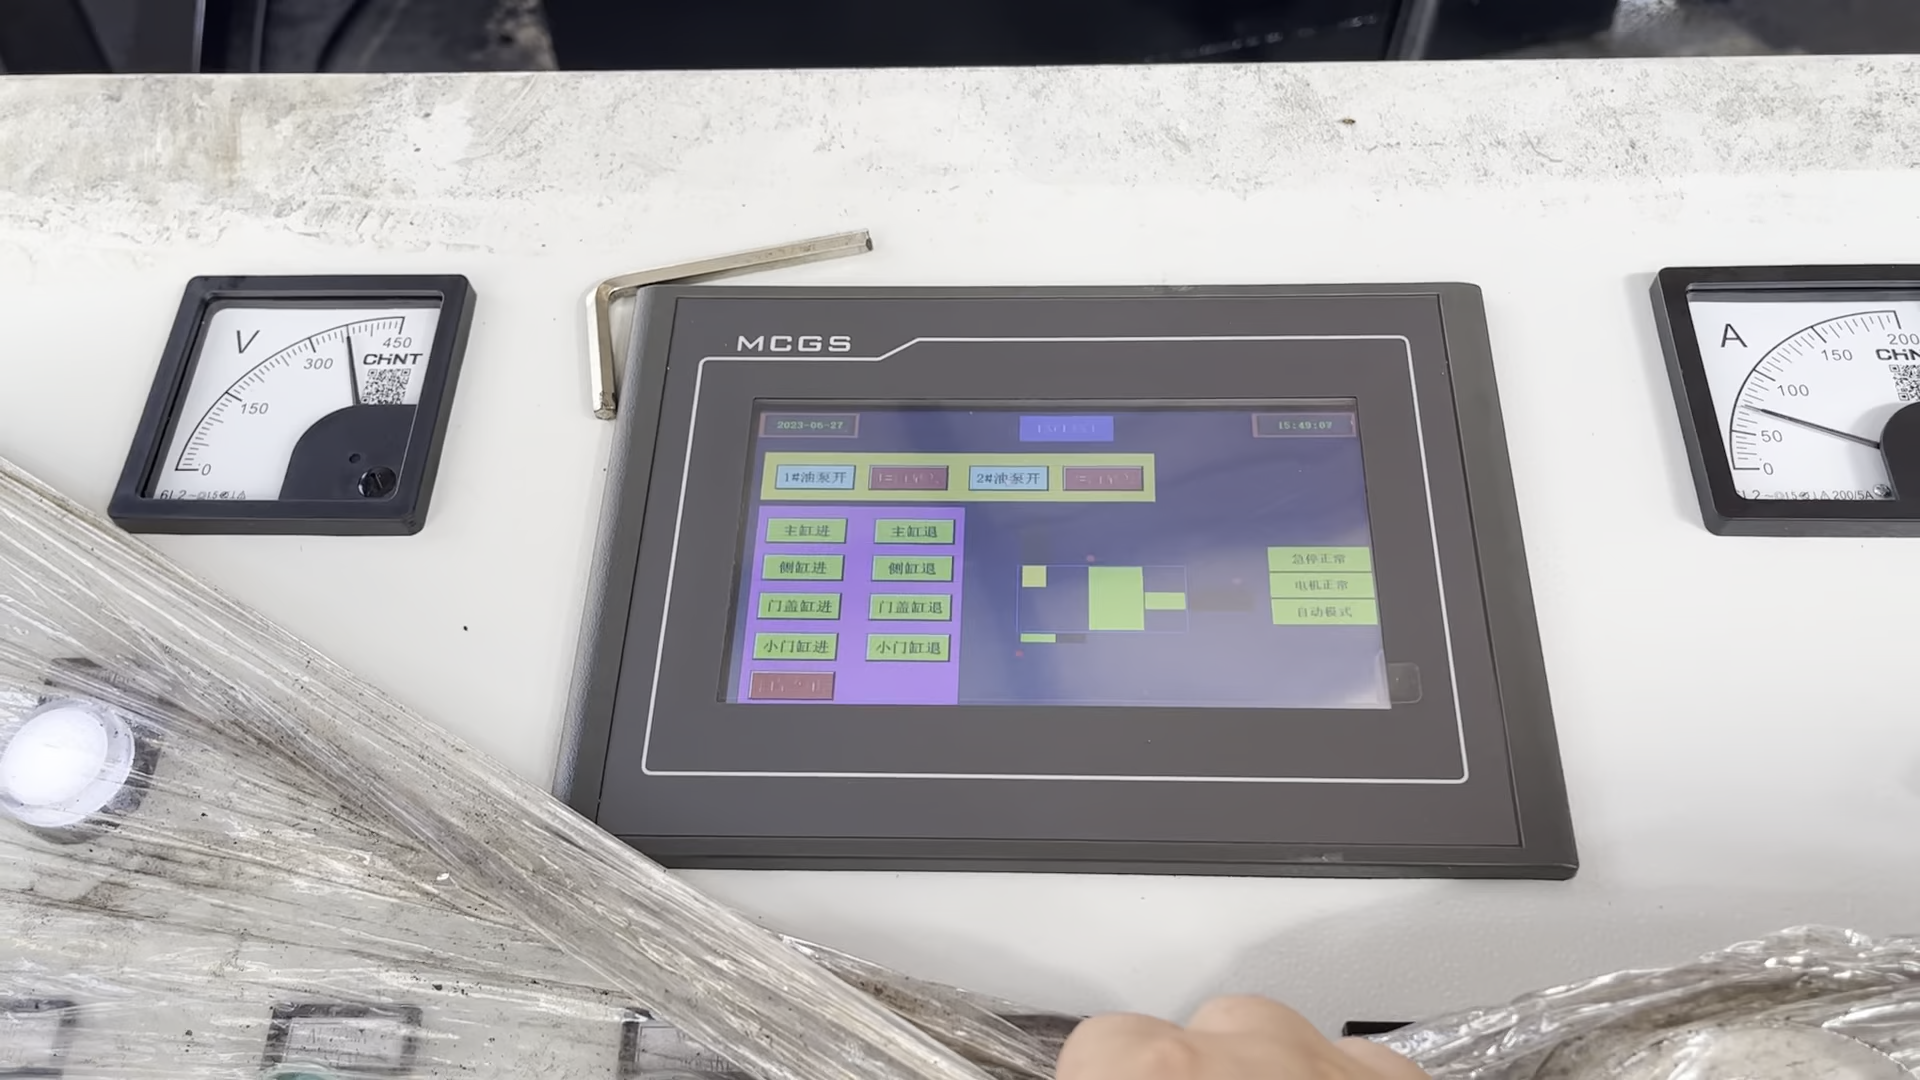 V
450
CHNT
300
150
0
MCGS
A
200
150
100
50
0
200/5A
2023-06-27
15:49:07
1#油泵开
2#油泵开
主缸进
主缸退
侧缸进
侧缸退
门盖缸进
门盖缸退
小门缸进
小门缸退
急停正常
电机正常
自动模式